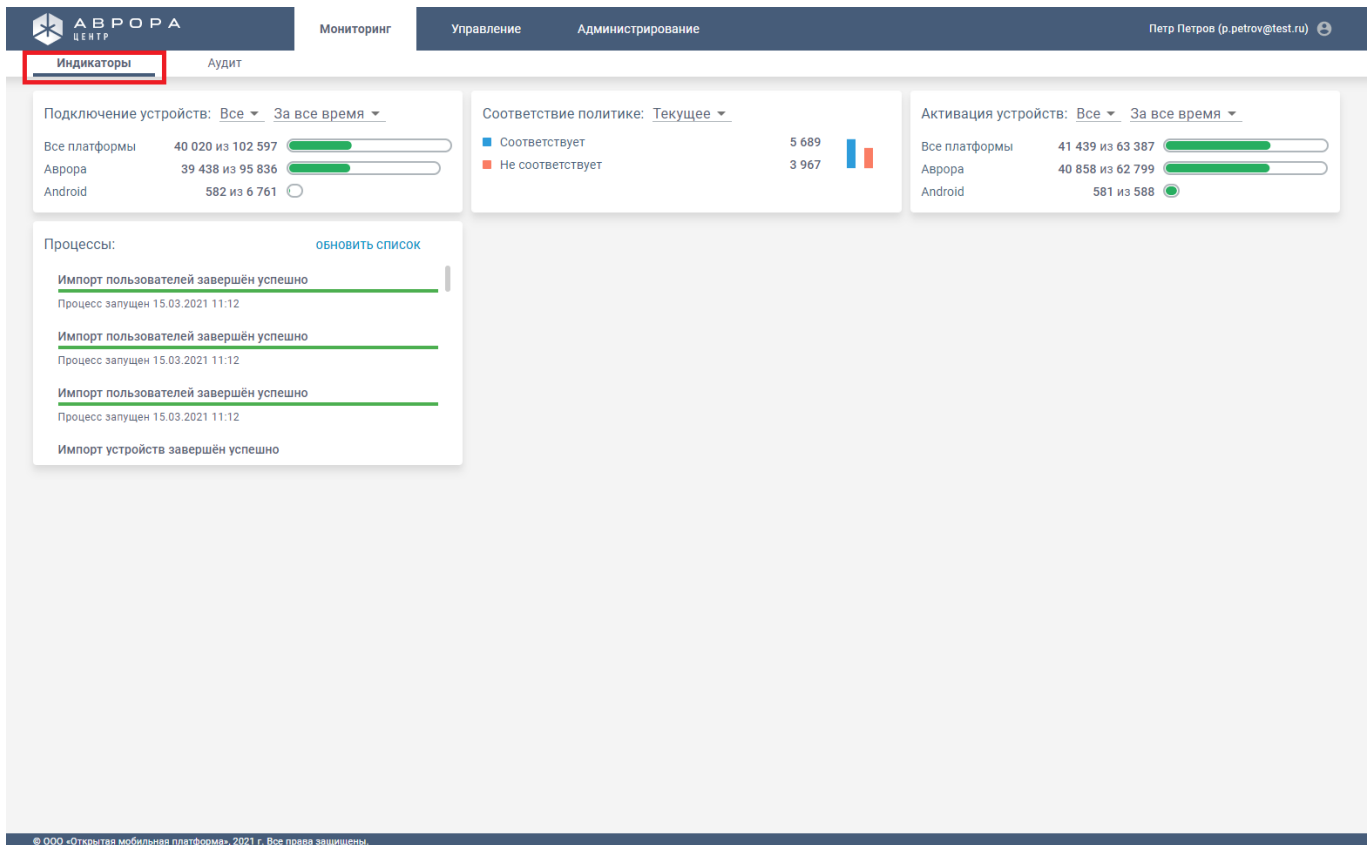 АВРОРА
ЦЕНТР
Мониторинг
Управление
Администрирование
Петр Петров (p.petrov@test.ru)
Индикаторы
Аудит
Подключение устройств: Все За все время
Все платформы 40 020 из 102 597
Аврора 39 438 из 95 836
Android 582 из 6 761
Соответствие политике: Текущее
Соответствует 5 689
Не соответствует 3 967
Активация устройств: Все За все время
Все платформы 41 439 из 63 387
Аврора 40 858 из 62 799
Android 581 из 588
Процессы: ОБНОВИТЬ СПИСОК
Импорт пользователей завершён успешно
Процесс запущен 15.03.2021 11:12
Импорт пользователей завершён успешно
Процесс запущен 15.03.2021 11:12
Импорт пользователей завершён успешно
Процесс запущен 15.03.2021 11:12
Импорт устройств завершён успешно
© ООО «Открытая мобильная платформа», 2021 г. Все права защищены.